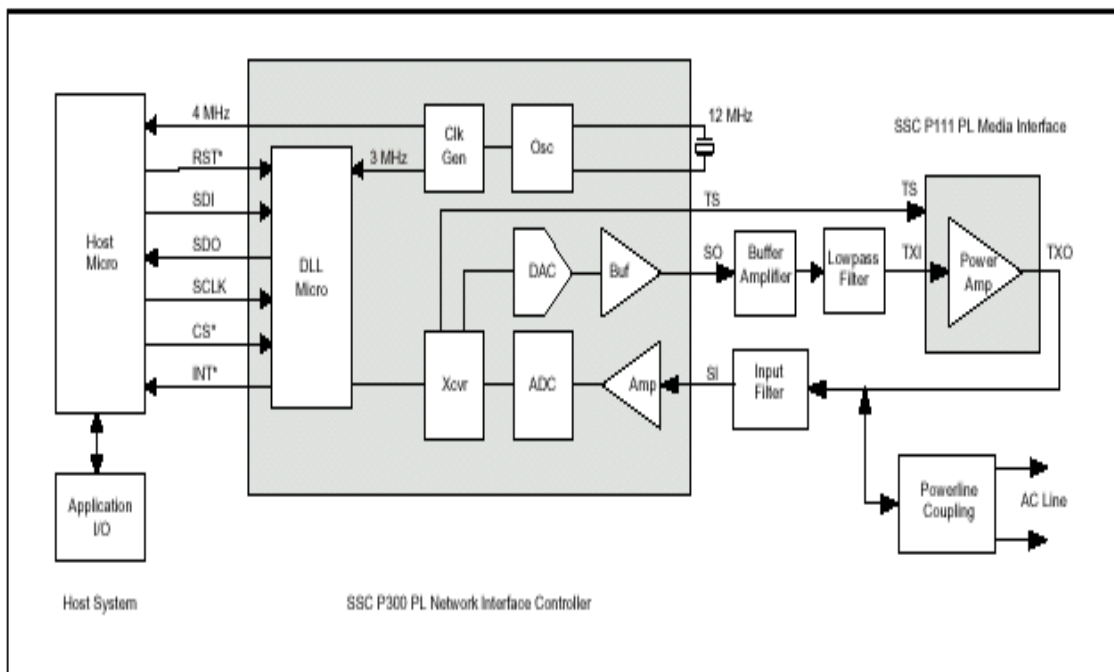 4 MHz
12 MHz
SSC P111 PL Media Interface
Clk
Gen
Osc
RST*
3 MHz
SDI
TS
TS
Host
Micro
SDO
DLL
Micro
DAC
Buf
SO
Buffer
Amplifier
Lowpass
Filter
TXI
Power
Amp
TXO
SCLK
CS*
INT*
Xcvr
ADC
Amp
SI
Input
Filter
Application
I/O
Powerline
Coupling
AC Line
Host System
SSC P300 PL Network Interface Controller